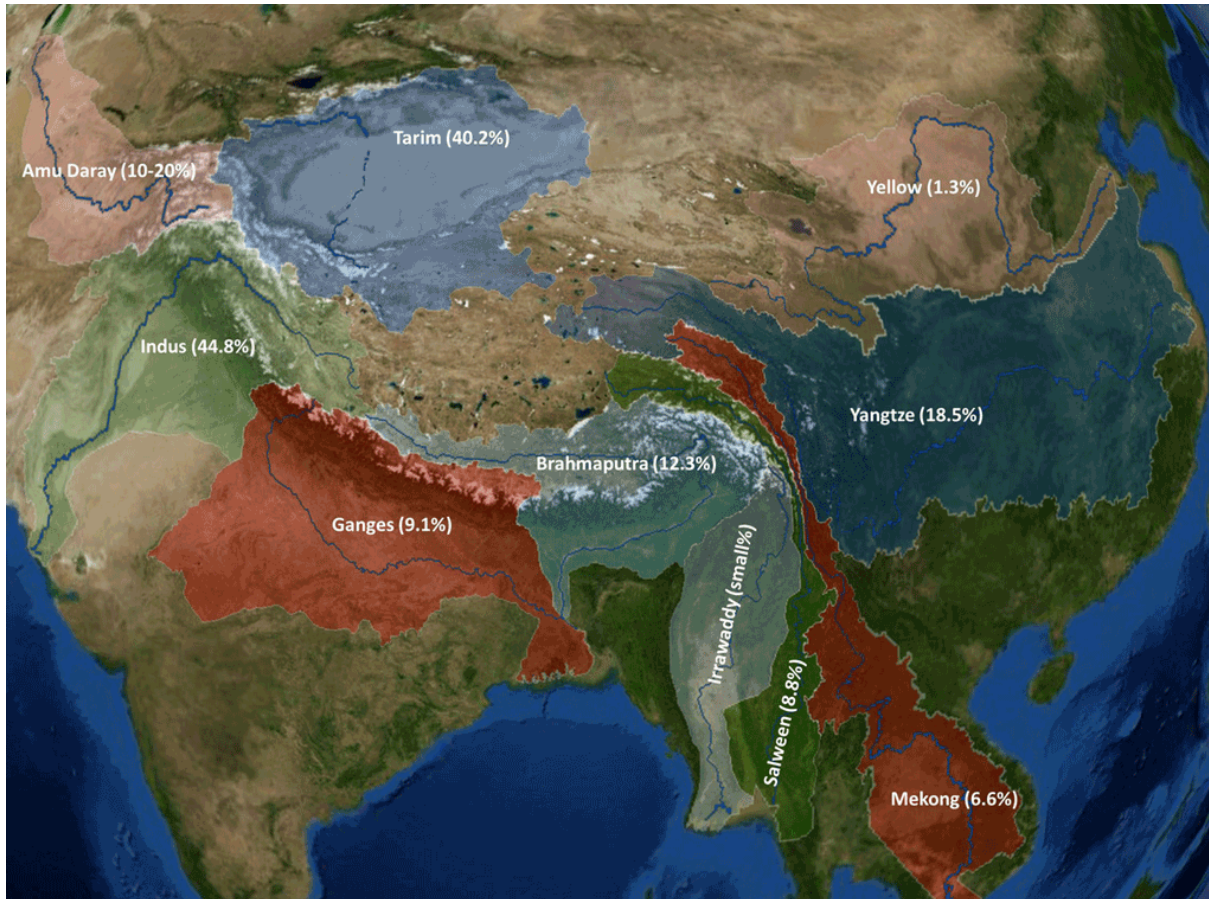 Tarim (40.2%)
Amu Daray (10-20%)
Yellow (1.3%)
Indus (44.8%)
Yangtze (18.5%)
Brahmaputra (12.3%)
Ganges (9.1%)
Irrawaddy (small%)
Salween (8.8%)
Mekong (6.6%)